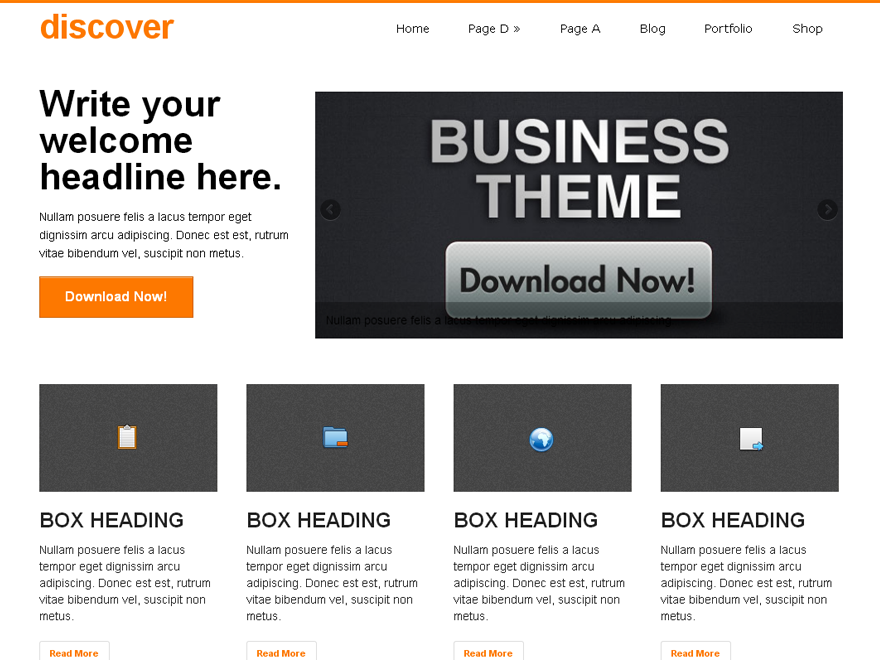 discover
Home
Page D »
Page A
Blog
Portfolio
Shop
Write your
welcome
headline here.
Nullam posuere felis a lacus tempor eget
dignissim arcu adipiscing. Donec est est, rutrum
vitae bibendum vel, suscipit non metus.
Download Now!
BUSINESS
THEME
Download Now!
Nullam posuere felis a lacus tempor eget dignissim arcu adipiscing.
BOX HEADING
Nullam posuere felis a lacus
tempor eget dignissim arcu
adipiscing. Donec est est, rutrum
vitae bibendum vel, suscipit non
metus.
Read More
BOX HEADING
Nullam posuere felis a lacus
tempor eget dignissim arcu
adipiscing. Donec est est, rutrum
vitae bibendum vel, suscipit non
metus.
Read More
BOX HEADING
Nullam posuere felis a lacus
tempor eget dignissim arcu
adipiscing. Donec est est, rutrum
vitae bibendum vel, suscipit non
metus.
Read More
BOX HEADING
Nullam posuere felis a lacus
tempor eget dignissim arcu
adipiscing. Donec est est, rutrum
vitae bibendum vel, suscipit non
metus.
Read More